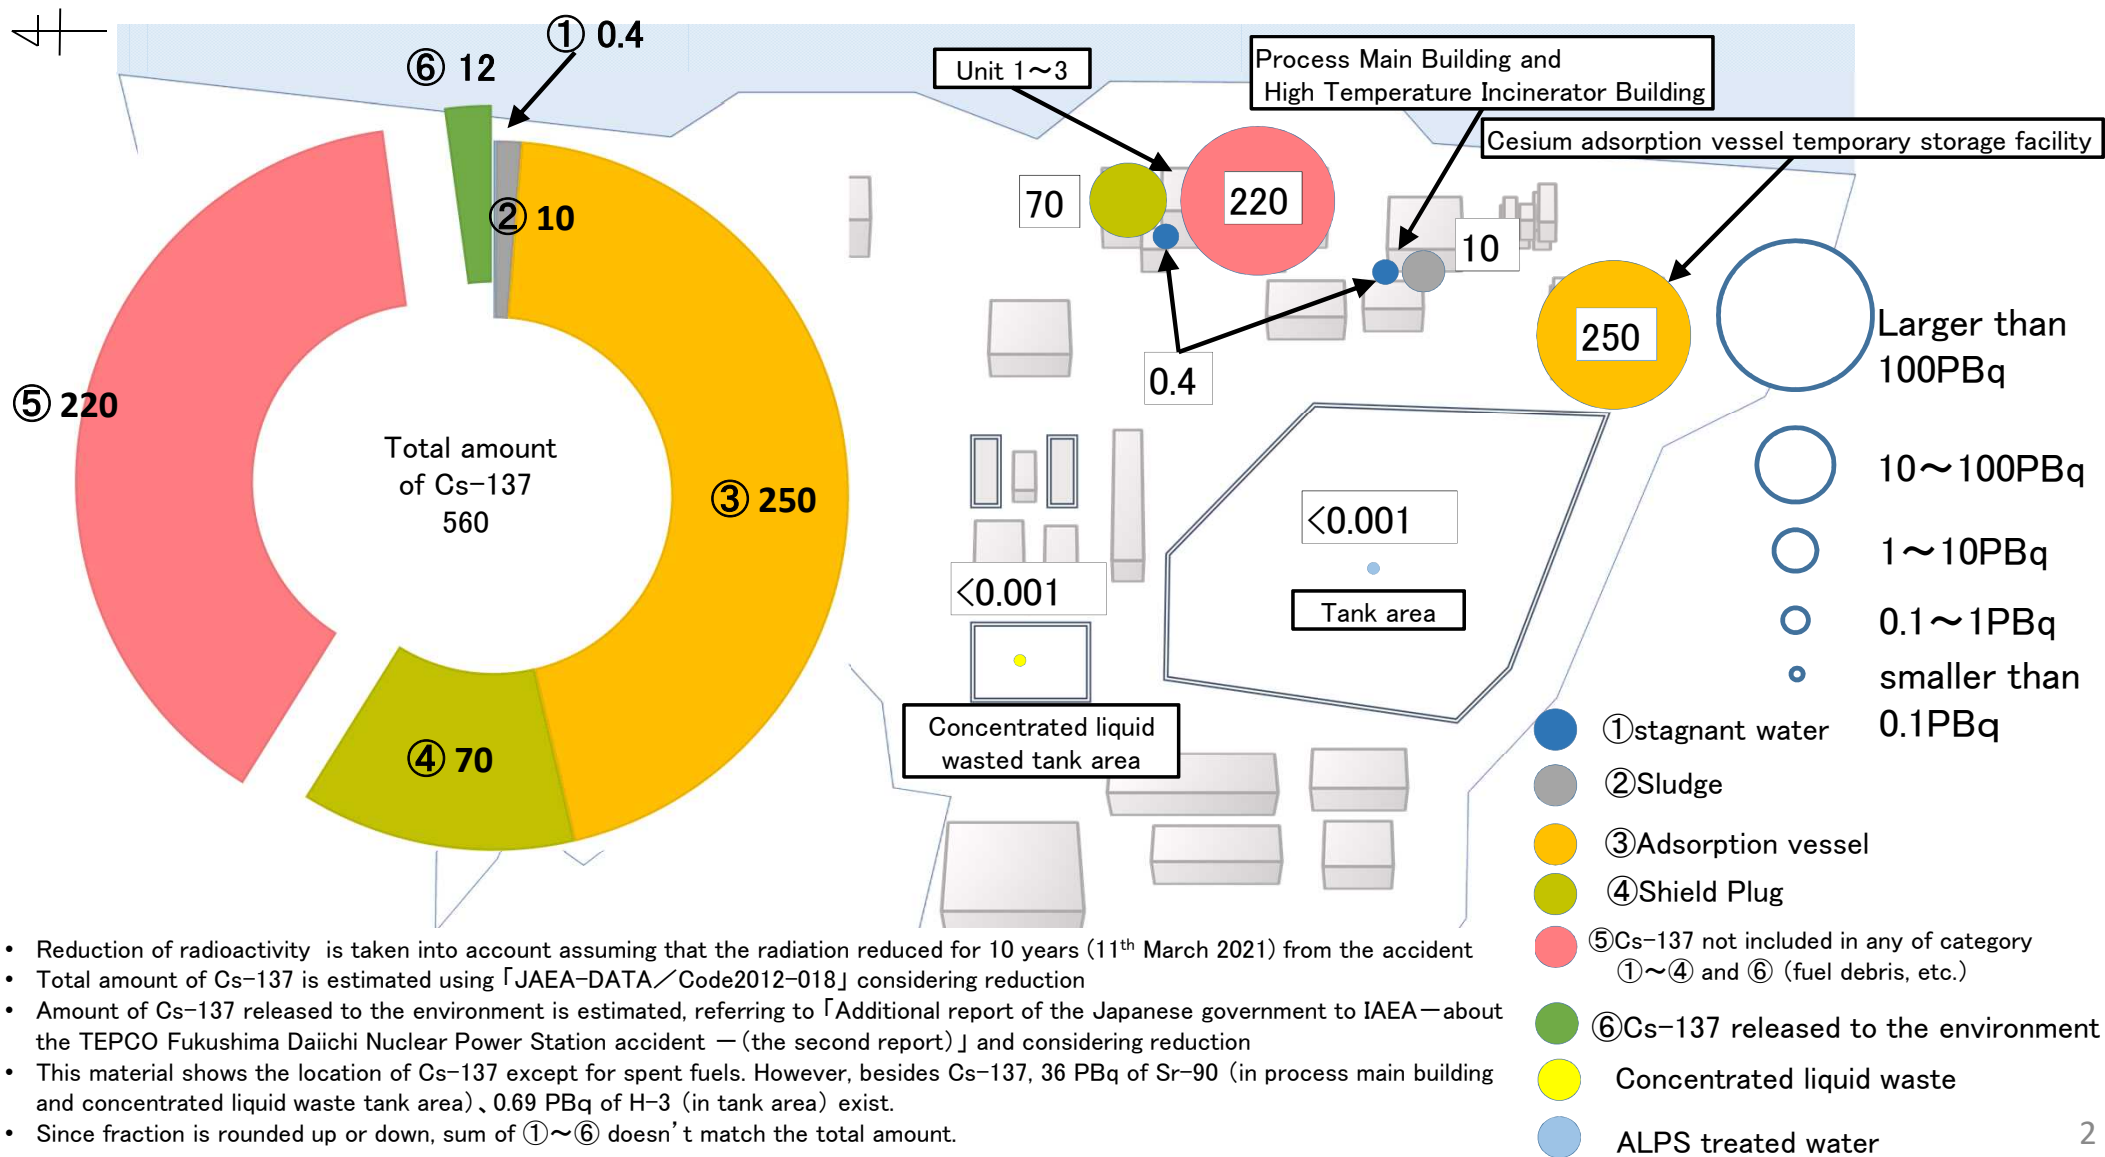 ① 0.4
⑥ 12
② 10
⑤ 220
③ 250
④ 70
Total amount
of Cs-137
560
Unit 1～3
Process Main Building and
High Temperature Incinerator Building
Cesium adsorption vessel temporary storage facility
70
220
10
250
0.4
<0.001
Tank area
<0.001
Concentrated liquid
wasted tank area
Larger than
100PBq
10～100PBq
1～10PBq
0.1～1PBq
smaller than
0.1PBq
①stagnant water
②Sludge
③Adsorption vessel
④Shield Plug
⑤Cs-137 not included in any of category
①～④ and ⑥ (fuel debris, etc.)
⑥Cs-137 released to the environment
Concentrated liquid waste
ALPS treated water
• Reduction of radioactivity is taken into account assuming that the radiation reduced for 10 years (11th March 2021) from the accident
• Total amount of Cs-137 is estimated using「JAEA-DATA／Code2012-018」considering reduction
• Amount of Cs-137 released to the environment is estimated, referring to「Additional report of the Japanese government to IAEA－about
the TEPCO Fukushima Daiichi Nuclear Power Station accident －(the second report)」and considering reduction
• This material shows the location of Cs-137 except for spent fuels. However, besides Cs-137, 36 PBq of Sr-90 (in process main building
and concentrated liquid waste tank area)、0.69 PBq of H-3 (in tank area) exist.
• Since fraction is rounded up or down, sum of ①～⑥ doesn't match the total amount.
2